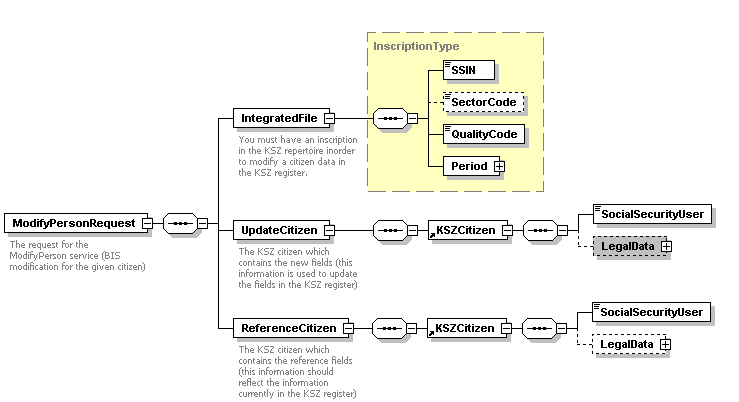 InscriptionType
SSIN
SectorCode
QualityCode
Period
IntegratedFile
You must have an inscription
in the KSZ repertoire inorder
to modify a citizen data in
the KSZ register.
ModifyPersonRequest
The request for the
ModifyPerson service (BIS
modification for the given citizen)
UpdateCitizen
The KSZ citizen which
contains the new fields (this
information is used to update
the fields in the KSZ register)
KSZCitizen
SocialSecurityUser
LegalData
ReferenceCitizen
The KSZ citizen which
contains the reference fields
(this information should
reflect the information
currently in the KSZ register)
KSZCitizen
SocialSecurityUser
LegalData